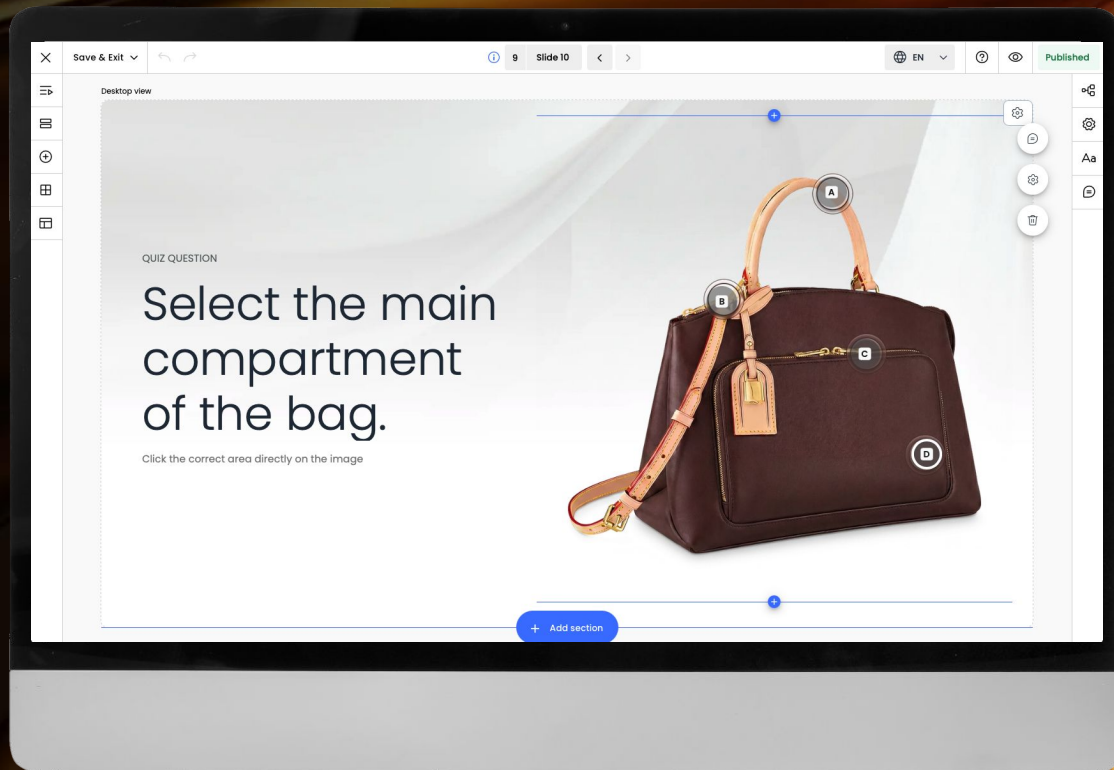 Save & Exit
9 Slide 10
EN
Published
Desktop view
Aa
QUIZ QUESTION
Select the main
compartment
of the bag.
Click the correct area directly on the image
A
B
C
D
+ Add section